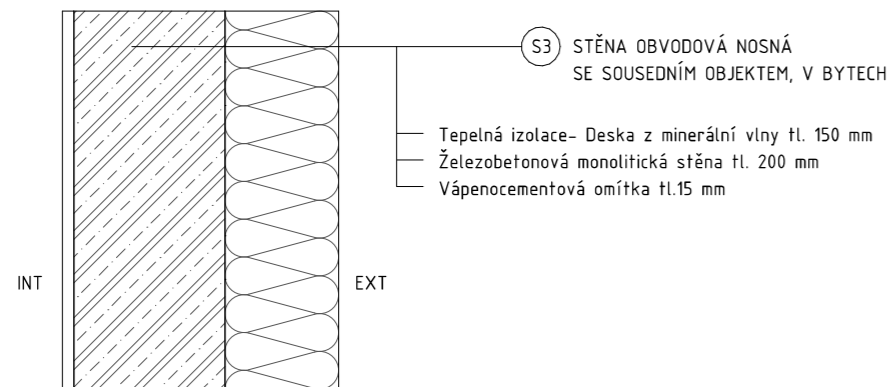 S3 STĚNA OBVODOVÁ NOSNÁ
SE SOUSEDNÍM OBJEKTEM, V BYTECH
Tepelná izolace- Deska z minerální vlny tl. 150 mm
Železobetonová monolitická stěna tl. 200 mm
Vápenocementová omítka tl.15 mm
INT
EXT